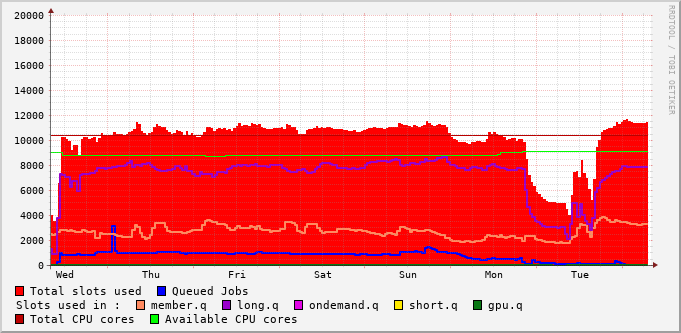 RRDTOOL / TOBI OETIKER
20000
18000
16000
14000
12000
10000
8000
6000
4000
2000
0
Wed Thu Fri Sat Sun Mon Tue
Total slots used Queued Jobs
Slots used in : member.q long.q ondemand.q short.q gpu.q
Total CPU cores Available CPU cores